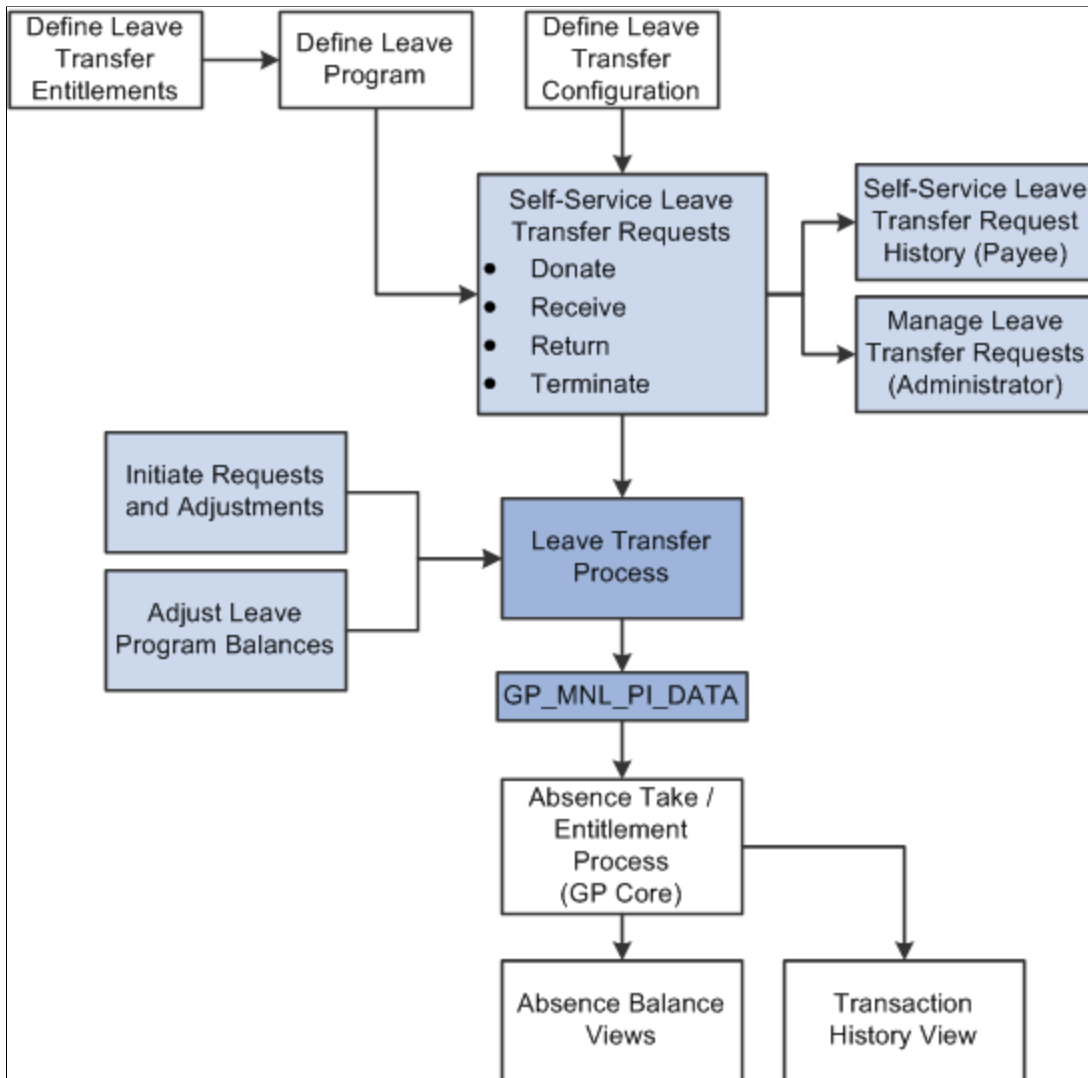 Define Leave
Transfer
Entitlements
Define Leave
Program
Define Leave
Transfer
Configuration
Self-Service Leave
Transfer Requests
• Donate
• Receive
• Return
• Terminate
Self-Service Leave
Transfer Request
History (Payee)
Manage Leave
Transfer Requests
(Administrator)
Initiate Requests
and Adjustments
Adjust Leave
Program Balances
Leave Transfer
Process
GP_MNL_PI_DATA
Absence Take /
Entitlement
Process
(GP Core)
Absence Balance
Views
Transaction
History View